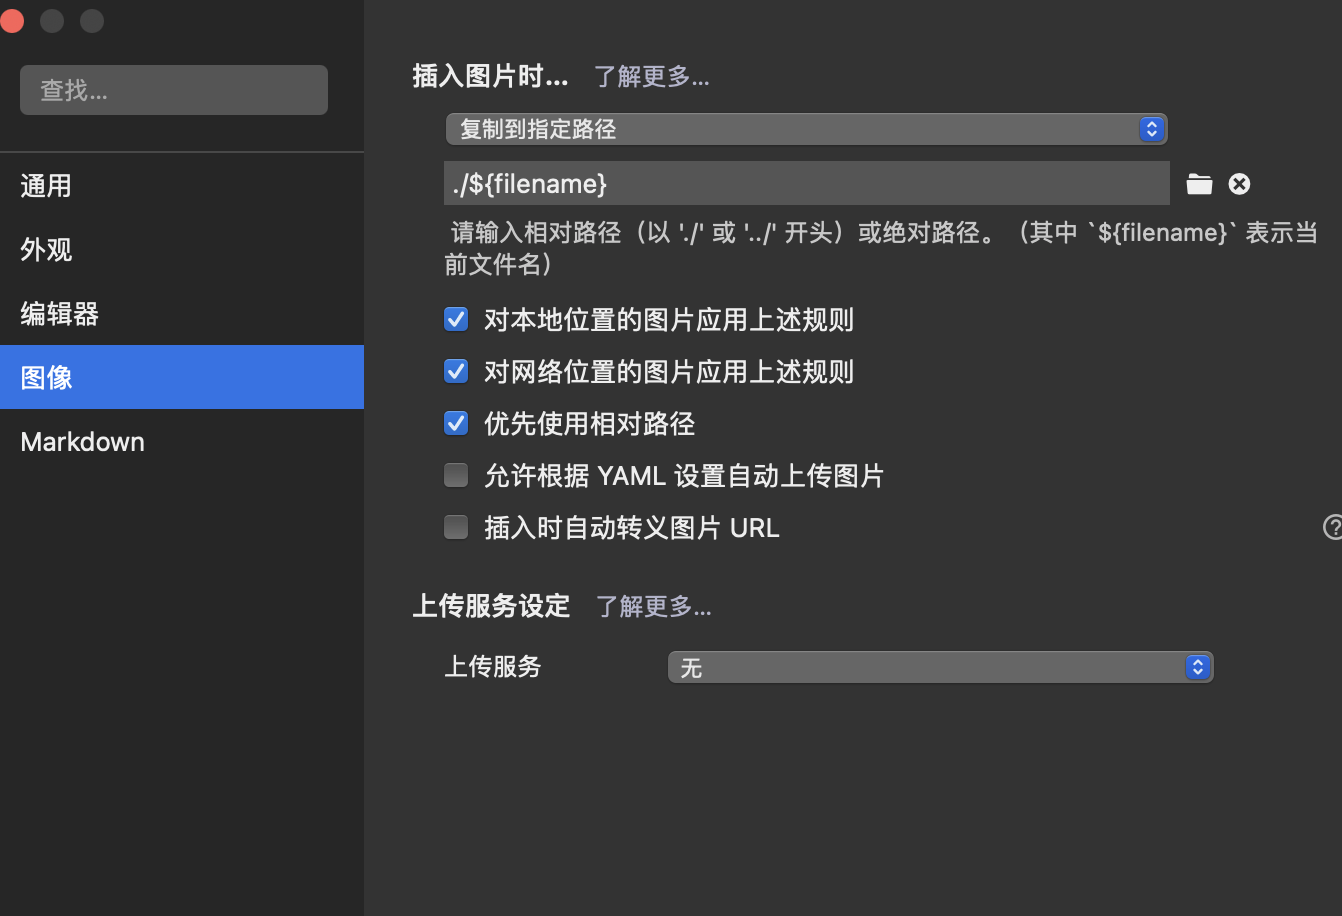 查找...
通用
外观
编辑器
图像
Markdown
插入图片时... 了解更多...
复制到指定路径
./${filename}
请输入相对路径（以 './' 或 '../' 开头）或绝对路径。（其中 `${filename}` 表示当
前文件名）
对本地位置的图片应用上述规则
对网络位置的图片应用上述规则
优先使用相对路径
允许根据 YAML 设置自动上传图片
插入时自动转义图片 URL
上传服务设定 了解更多...
上传服务 无